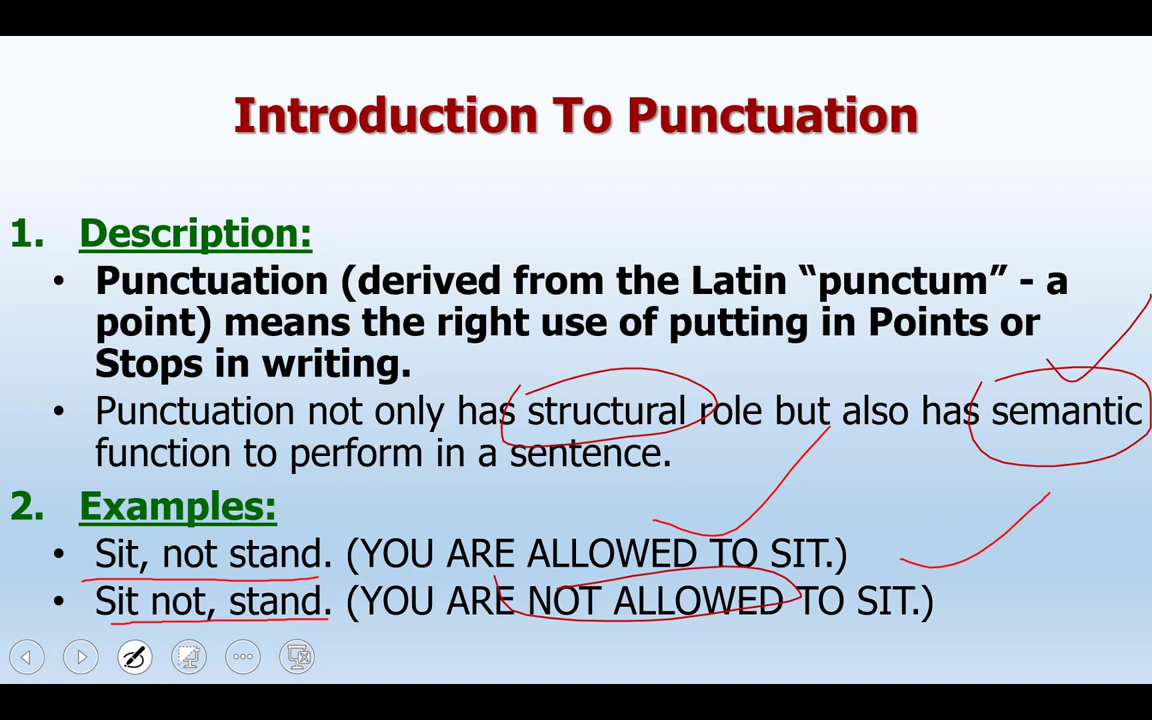 Introduction To Punctuation
1. Description:
• Punctuation (derived from the Latin “punctum” - a
point) means the right use of putting in Points or
Stops in writing.
• Punctuation not only has structural role but also has semantic
function to perform in a sentence.
2. Examples:
• Sit, not stand. (YOU ARE ALLOWED TO SIT.)
• Sit not, stand. (YOU ARE NOT ALLOWED TO SIT.)